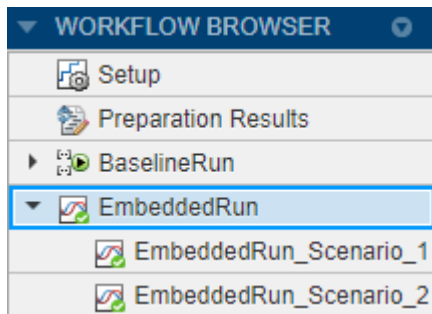 WORKFLOW BROWSER
Setup
Preparation Results
BaselineRun
EmbeddedRun
EmbeddedRun_Scenario_1
EmbeddedRun_Scenario_2